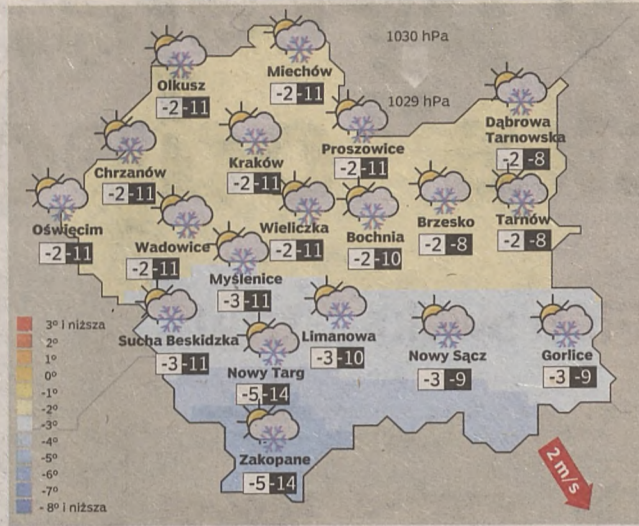 1030 hPa
1029 hPa
Olkusz
-2 -11
Miechów
-2 -11
Dąbrowa
Tarnowska
-2 -8
Proszowice
-2 -11
Kraków
-2 -11
Chrzanów
-2 -11
Oświęcim
-2 -11
Wadowice
-2 -11
Wieliczka
-2 -11
Bochnia
-2 -10
Brzesko
-2 -8
Tarnów
-2 -8
Myślenice
-3 -11
Sucha Beskidzka
-3 -11
Limanowa
-3 -10
Nowy Sącz
-3 -9
Gorlice
-3 -9
Nowy Targ
-5 -14
Zakopane
-5 -14
3° i niższa
2°
1°
0°
-1°
-2°
-3°
-4°
-5°
-6°
-7°
- 8° i niższa
2 m/s